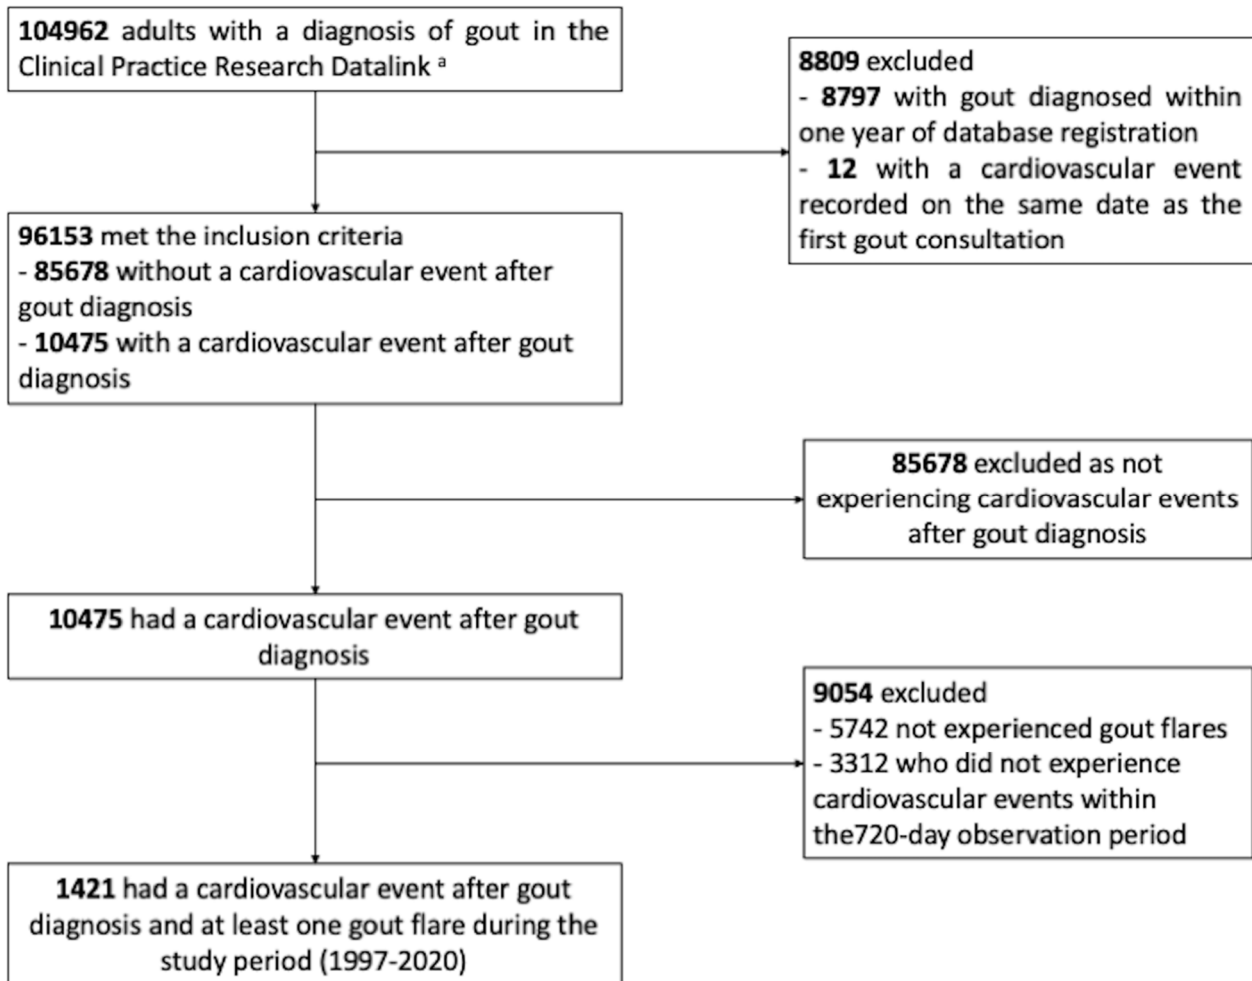 104962 adults with a diagnosis of gout in the
Clinical Practice Research Datalink ᵃ
8809 excluded
- 8797 with gout diagnosed within
one year of database registration
- 12 with a cardiovascular event
recorded on the same date as the
first gout consultation
96153 met the inclusion criteria
- 85678 without a cardiovascular event after
gout diagnosis
- 10475 with a cardiovascular event after gout
diagnosis
85678 excluded as not
experiencing cardiovascular events
after gout diagnosis
10475 had a cardiovascular event after gout
diagnosis
9054 excluded
- 5742 not experienced gout flares
- 3312 who did not experience
cardiovascular events within
the720-day observation period
1421 had a cardiovascular event after gout
diagnosis and at least one gout flare during the
study period (1997-2020)